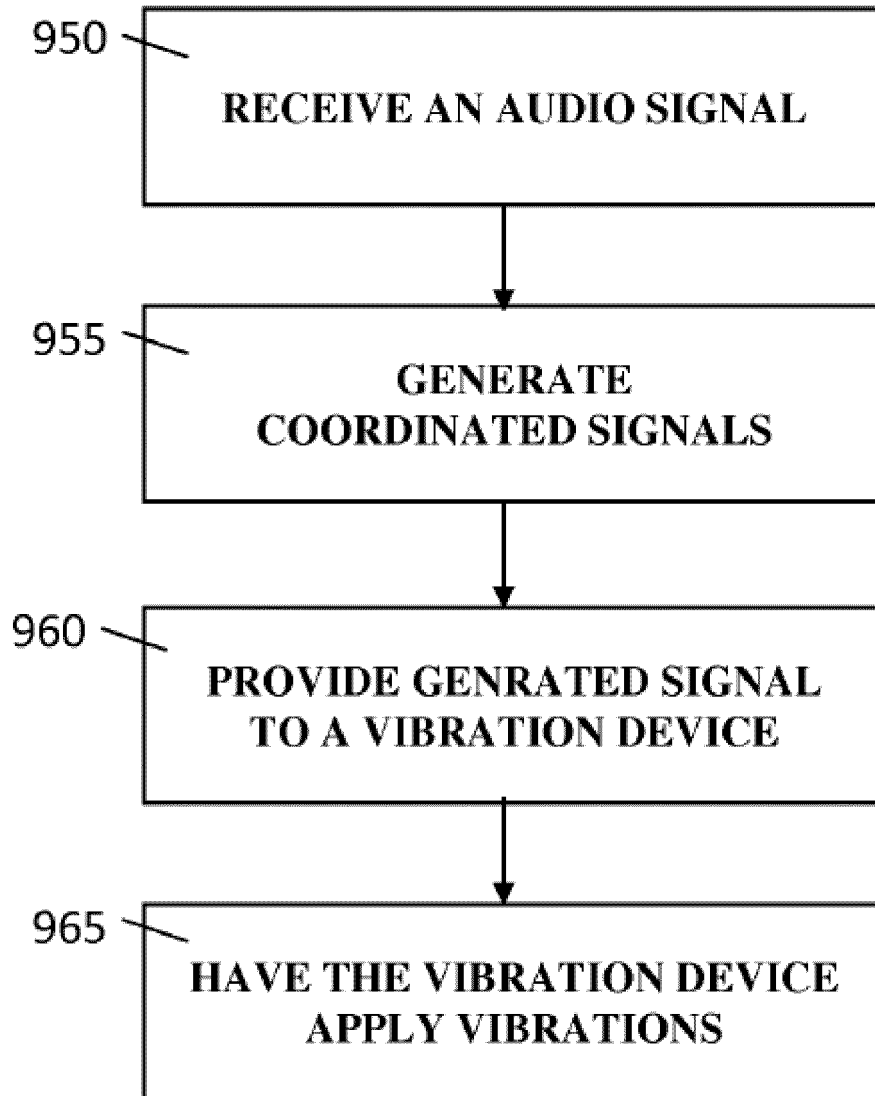 950
RECEIVE AN AUDIO SIGNAL
955
GENERATE
COORDINATED SIGNALS
960
PROVIDE GENRATED SIGNAL
TO A VIBRATION DEVICE
965
HAVE THE VIBRATION DEVICE
APPLY VIBRATIONS